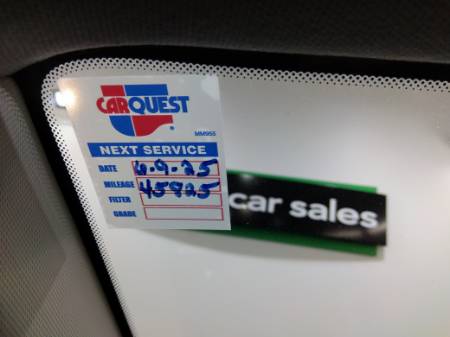 CARQUEST
MM955
NEXT SERVICE
DATE 6.9.25
MILEAGE 45925
FILTER
GRADE
car sales